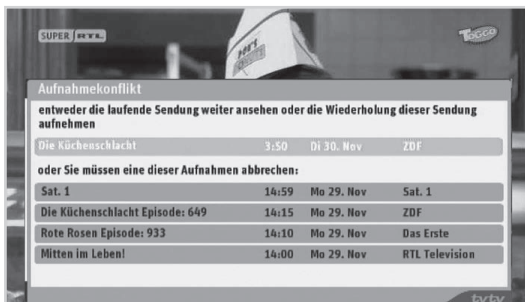 SUPER RTL
TOGGO
Aufnahmekonflikt
entweder die laufende Sendung weiter ansehen oder die Wiederholung dieser Sendung
aufnehmen
Die Küchenschlacht 3:50 Di 30. Nov ZDF
oder Sie müssen eine dieser Aufnahmen abbrechen:
Sat. 1 14:59 Mo 29. Nov Sat. 1
Die Küchenschlacht Episode: 649 14:15 Mo 29. Nov ZDF
Rote Rosen Episode: 933 14:10 Mo 29. Nov Das Erste
Mitten im Leben! 14:00 Mo 29. Nov RTL Television
tvtv